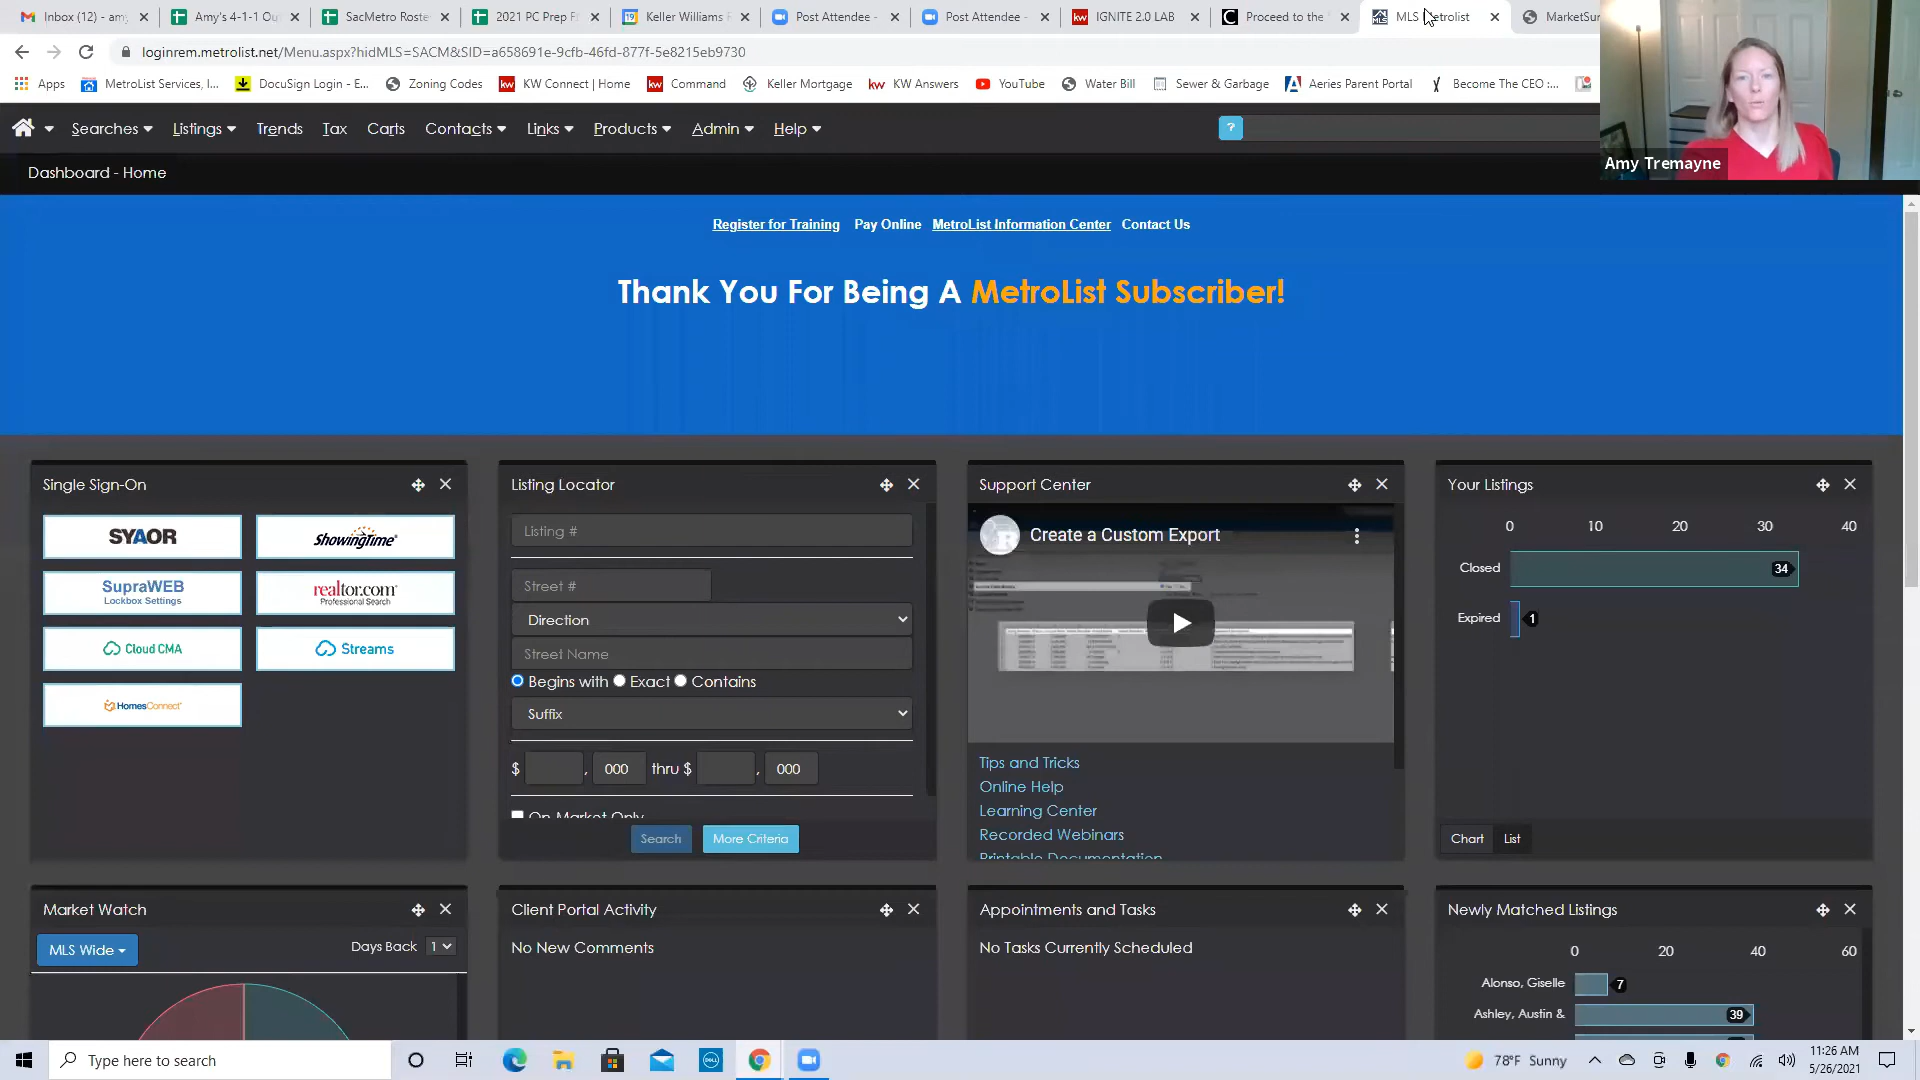 Inbox (12) - am
Amy's 4-1-1 Ou
SacMetro Roste
2021 PC Prep F
Keller Williams F
Post Attendee -
Post Attendee -
IGNITE 2.0 LAB
Proceed to the
MLS Metrolist
MarketSu
loginrem.metrolist.net/Menu.aspx?hidMLS=SACM&SID=a658691e-9cfb-46fd-877f-5e8215eb9730
Apps
MetroList Services, I...
DocuSign Login - E...
Zoning Codes
KW Connect | Home
Command
Keller Mortgage
KW Answers
YouTube
Water Bill
Sewer & Garbage
Aeries Parent Portal
Become The CEO :...
Searches
Listings
Trends
Tax
Carts
Contacts
Links
Products
Admin
Help
?
Amy Tremayne
Dashboard - Home
Register for Training Pay Online MetroList Information Center Contact Us
Thank You For Being A MetroList Subscriber!
Single Sign-On
SYAOR
ShowingTime
SupraWEB
Lockbox Settings
realtor.com
Professional Search
Cloud CMA
Streams
HomesConnect
Listing Locator
Listing #
Street #
Direction
Street Name
Begins with Exact Contains
Suffix
$ , 000 thru $ , 000
On-Market Only
Search
More Criteria
Support Center
Create a Custom Export
Tips and Tricks
Online Help
Learning Center
Recorded Webinars
Printable Documentation
Your Listings
0 10 20 30 40
Closed 34
Expired 1
Chart List
Market Watch
MLS Wide
Days Back 1
Client Portal Activity
No New Comments
Appointments and Tasks
No Tasks Currently Scheduled
Newly Matched Listings
0 20 40 60
Alonso, Giselle 7
Ashley, Austin & 39
Type here to search
DELL
78°F Sunny
11:26 AM
5/26/2021